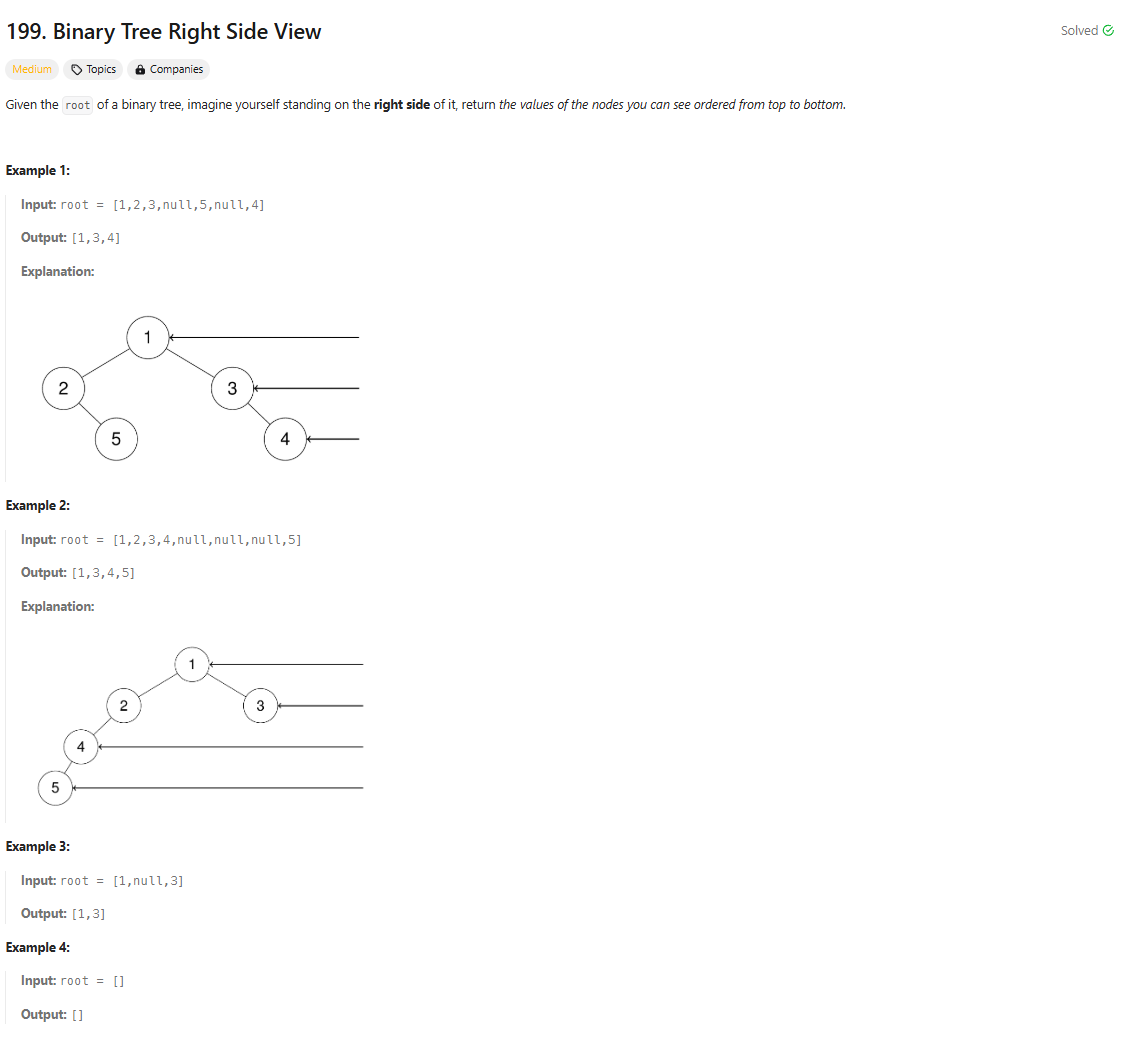 199. Binary Tree Right Side View
Solved
Medium Topics Companies
Given the root of a binary tree, imagine yourself standing on the right side of it, return the values of the nodes you can see ordered from top to bottom.
Example 1:
Input: root = [1,2,3,null,5,null,4]
Output: [1,3,4]
Explanation:
1
2 3
5 4
Example 2:
Input: root = [1,2,3,4,null,null,null,5]
Output: [1,3,4,5]
Explanation:
1
2 3
4
5
Example 3:
Input: root = [1,null,3]
Output: [1,3]
Example 4:
Input: root = []
Output: []